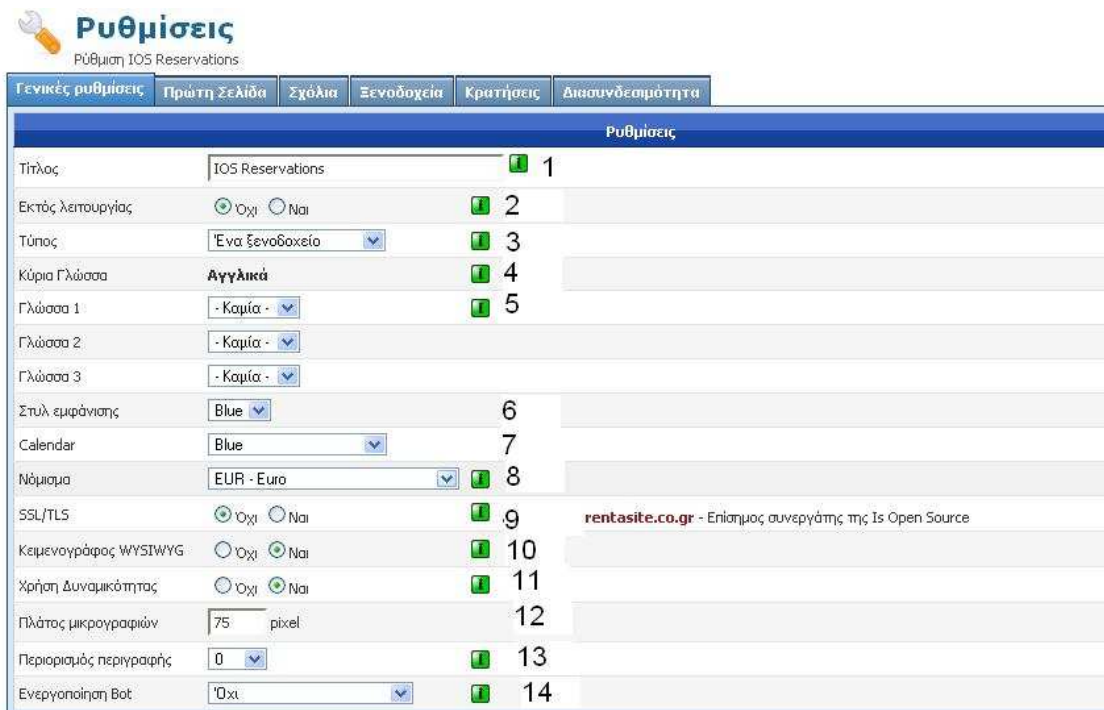 Ρυθμίσεις
Ρύθμιση IOS Reservations
Γενικές ρυθμίσεις Πρώτη Σελίδα Σχόλια Ξενοδοχεία Κρατήσεις Διασυνδεσιμότητα
Ρυθμίσεις
Τίτλος IOS Reservations 1
Εκτός λειτουργίας Όχι Ναι 2
Τύπος Ένα ξενοδοχείο 3
Κύρια Γλώσσα Αγγλικά 4
Γλώσσα 1 - Καμία - 5
Γλώσσα 2 - Καμία -
Γλώσσα 3 - Καμία -
Στυλ εμφάνισης Blue 6
Calendar Blue 7
Νόμισμα EUR - Euro 8
SSL/TLS Όχι Ναι 9 rentasite.co.gr - Επίσημος συνεργάτης της Is Open Source
Κειμενογράφος WYSIWYG Όχι Ναι 10
Χρήση Δυναμικότητας Όχι Ναι 11
Πλάτος μικρογραφιών 75 pixel 12
Περιορισμός περιγραφής 0 13
Ενεργοποίηση Bot Όχι 14